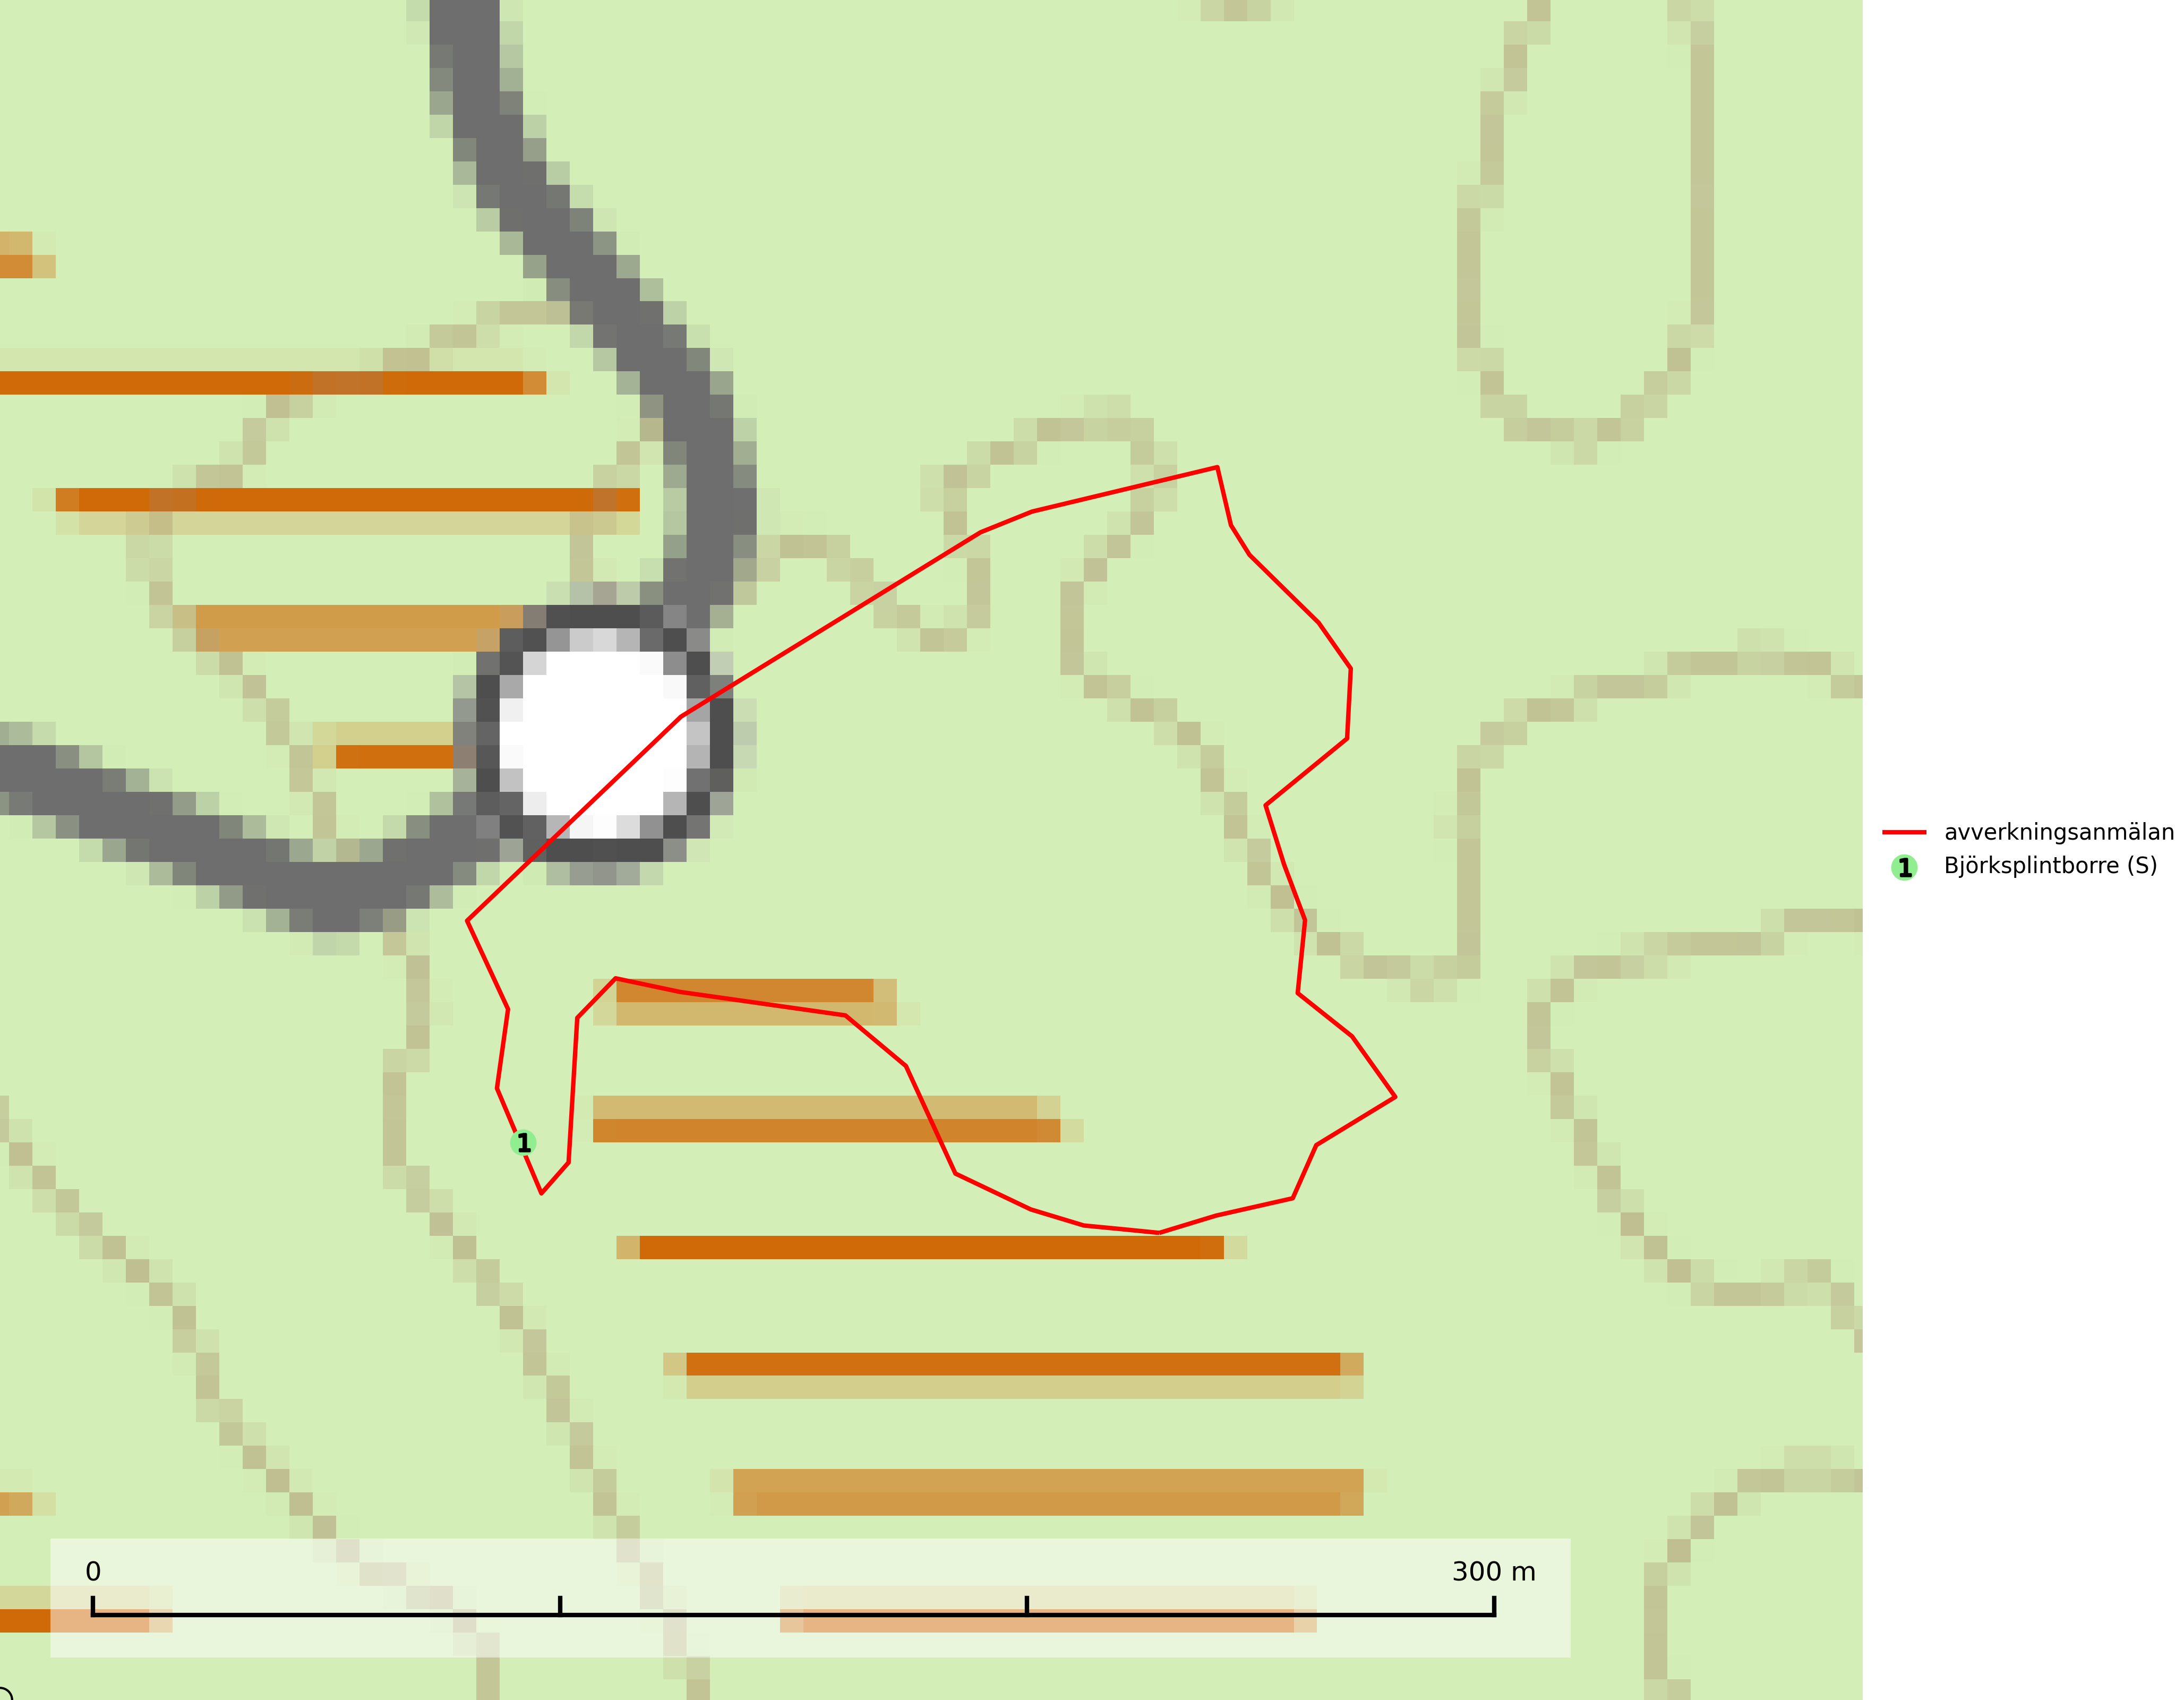 avverkningsanmälan
1 Björksplintborre (S)
1
0 300 m